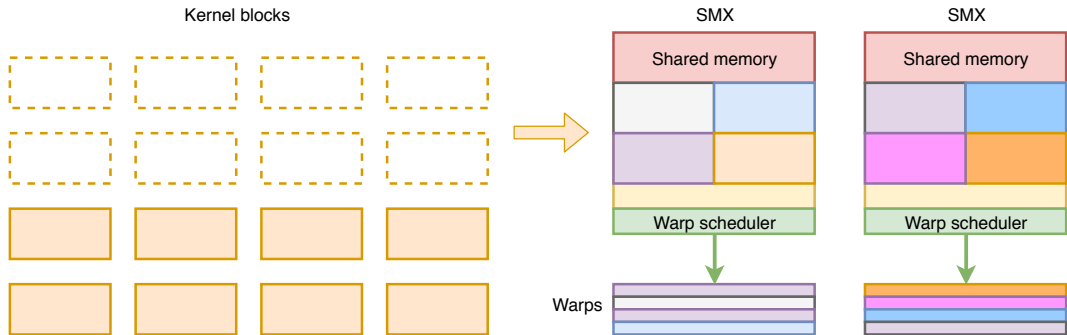 Kernel blocks
SMX
SMX
Shared memory
Shared memory
Warp scheduler
Warp scheduler
Warps